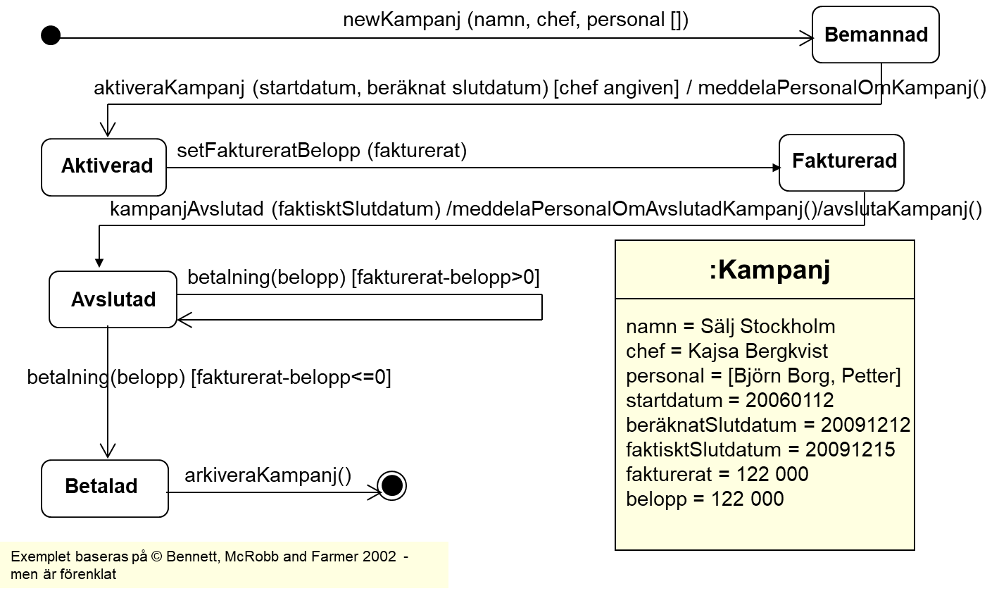 newKampanj (namn, chef, personal [])
Bemannad
aktiveraKampanj (startdatum, beräknat slutdatum) [chef angiven] / meddelaPersonalOmKampanj()
Aktiverad
setFaktureratBelopp (fakturerat)
Fakturerad
kampanjAvslutad (faktisktSlutdatum) /meddelaPersonalOmAvslutadKampanj()/avslutaKampanj()
Avslutad
betalning(belopp) [fakturerat-belopp>0]
betalning(belopp) [fakturerat-belopp<=0]
Betalad
arkiveraKampanj()
:Kampanj
namn = Sälj Stockholm
chef = Kajsa Bergkvist
personal = [Björn Borg, Petter]
startdatum = 20060112
beräknatSlutdatum = 20091212
faktisktSlutdatum = 20091215
fakturerat = 122 000
belopp = 122 000
Exemplet baseras på © Bennett, McRobb and Farmer 2002 -
men är förenklat